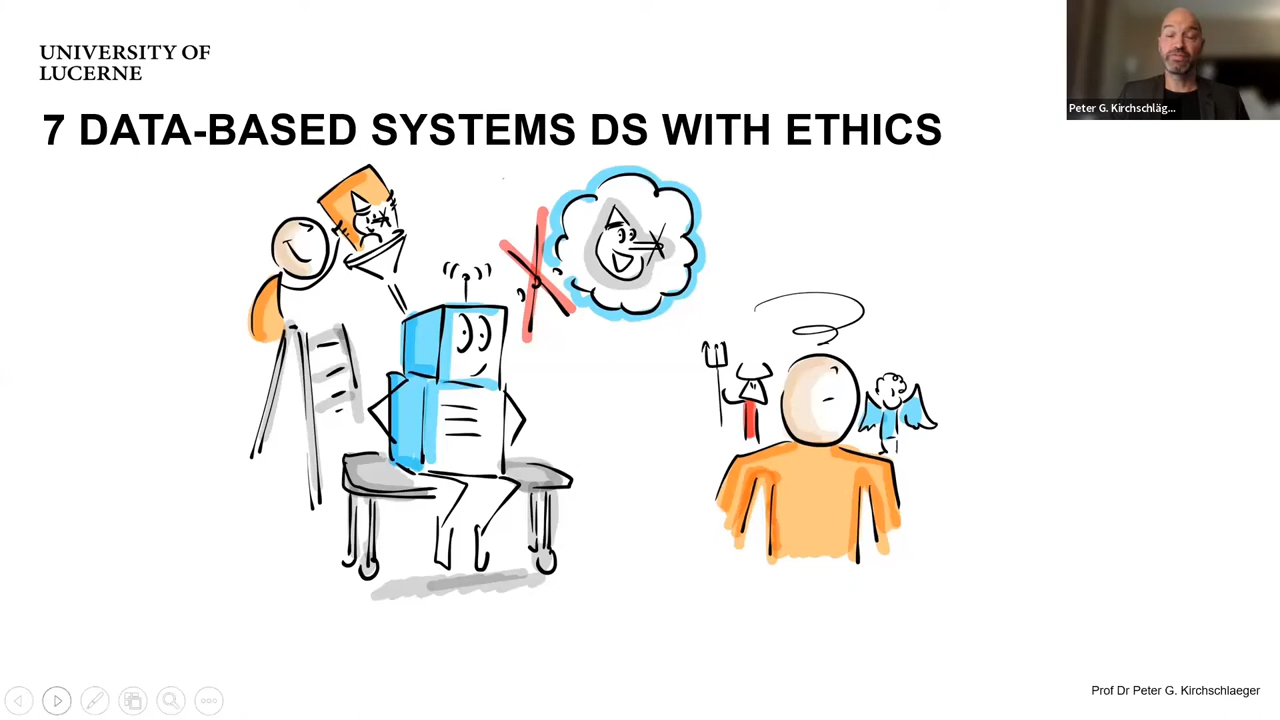 UNIVERSITY OF
LUCERNE
Peter G. Kirchschläg...
7 DATA-BASED SYSTEMS DS WITH ETHICS
Prof Dr Peter G. Kirchschlaeger